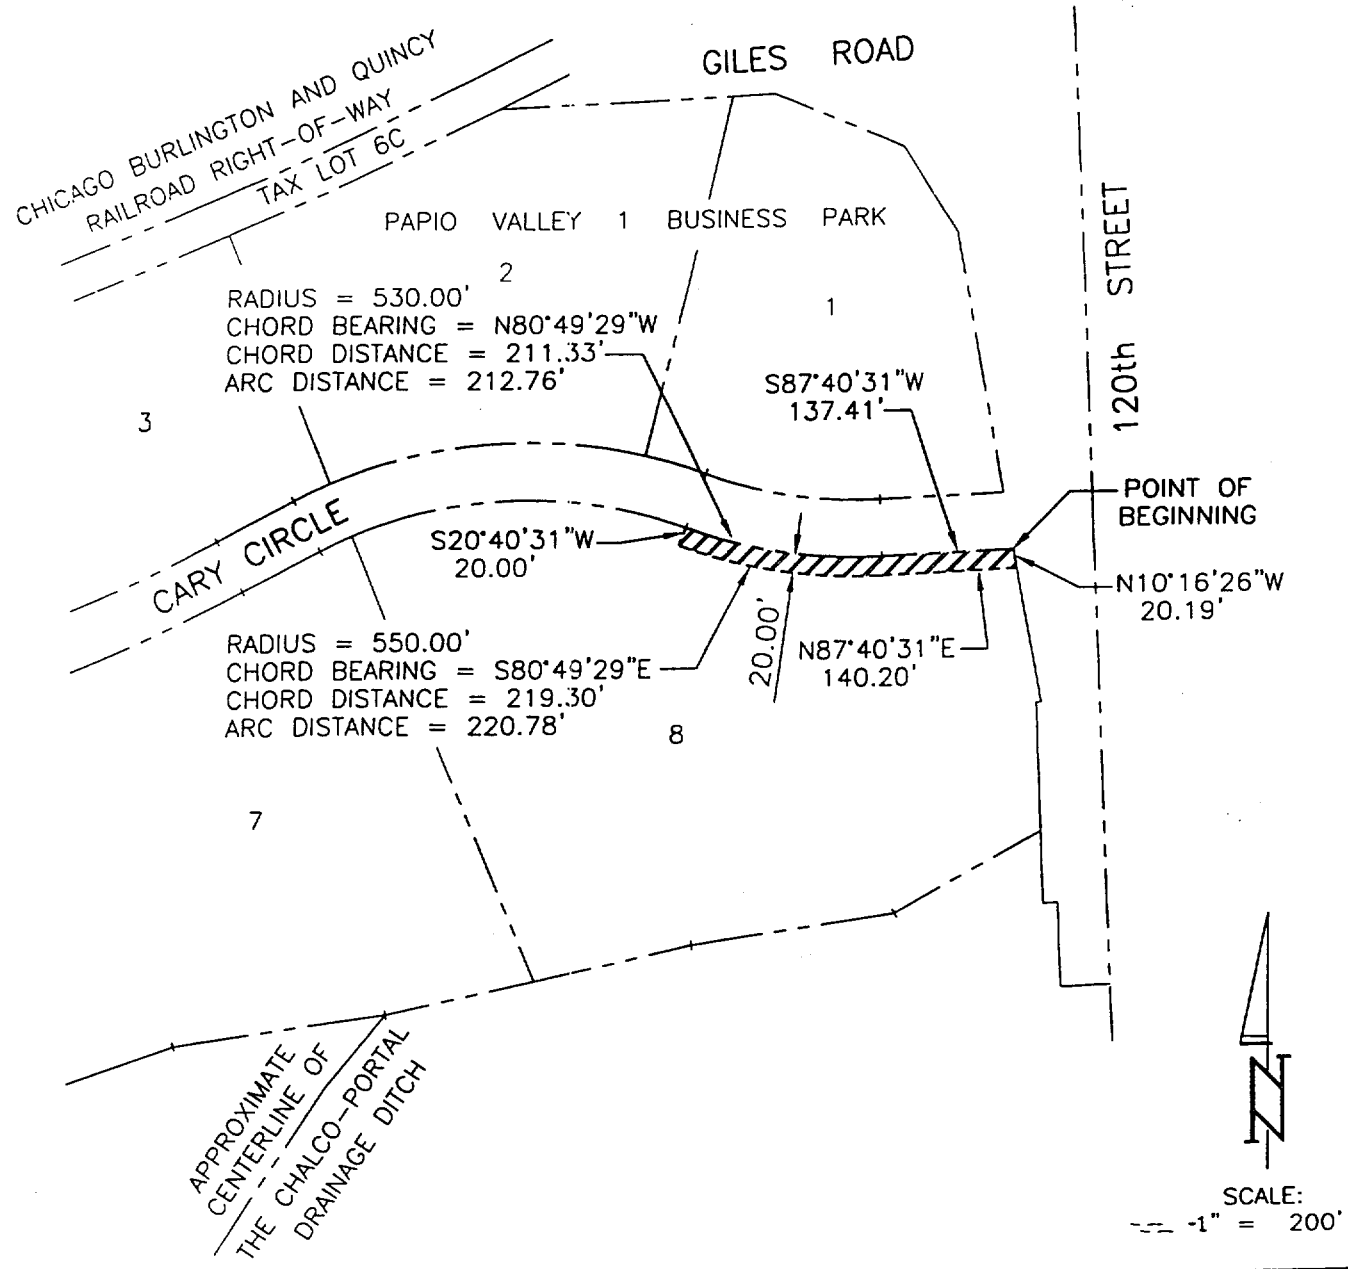 GILES ROAD
CHICAGO BURLINGTON AND QUINCY
RAILROAD RIGHT-OF-WAY
TAX LOT 6C
PAPIO VALLEY 1 BUSINESS PARK
2
1
120th STREET
RADIUS = 530.00'
CHORD BEARING = N80°49'29"W
CHORD DISTANCE = 211.33'
ARC DISTANCE = 212.76'
S87°40'31"W
137.41'
3
POINT OF
BEGINNING
CARY CIRCLE
S20°40'31"W
20.00'
N10°16'26"W
20.19'
20.00'
N87°40'31"E
140.20'
RADIUS = 550.00'
CHORD BEARING = S80°49'29"E
CHORD DISTANCE = 219.30'
ARC DISTANCE = 220.78'
8
7
APPROXIMATE
CENTERLINE OF
THE CHALCO-PORTAL
DRAINAGE DITCH
N
SCALE:
1" = 200'